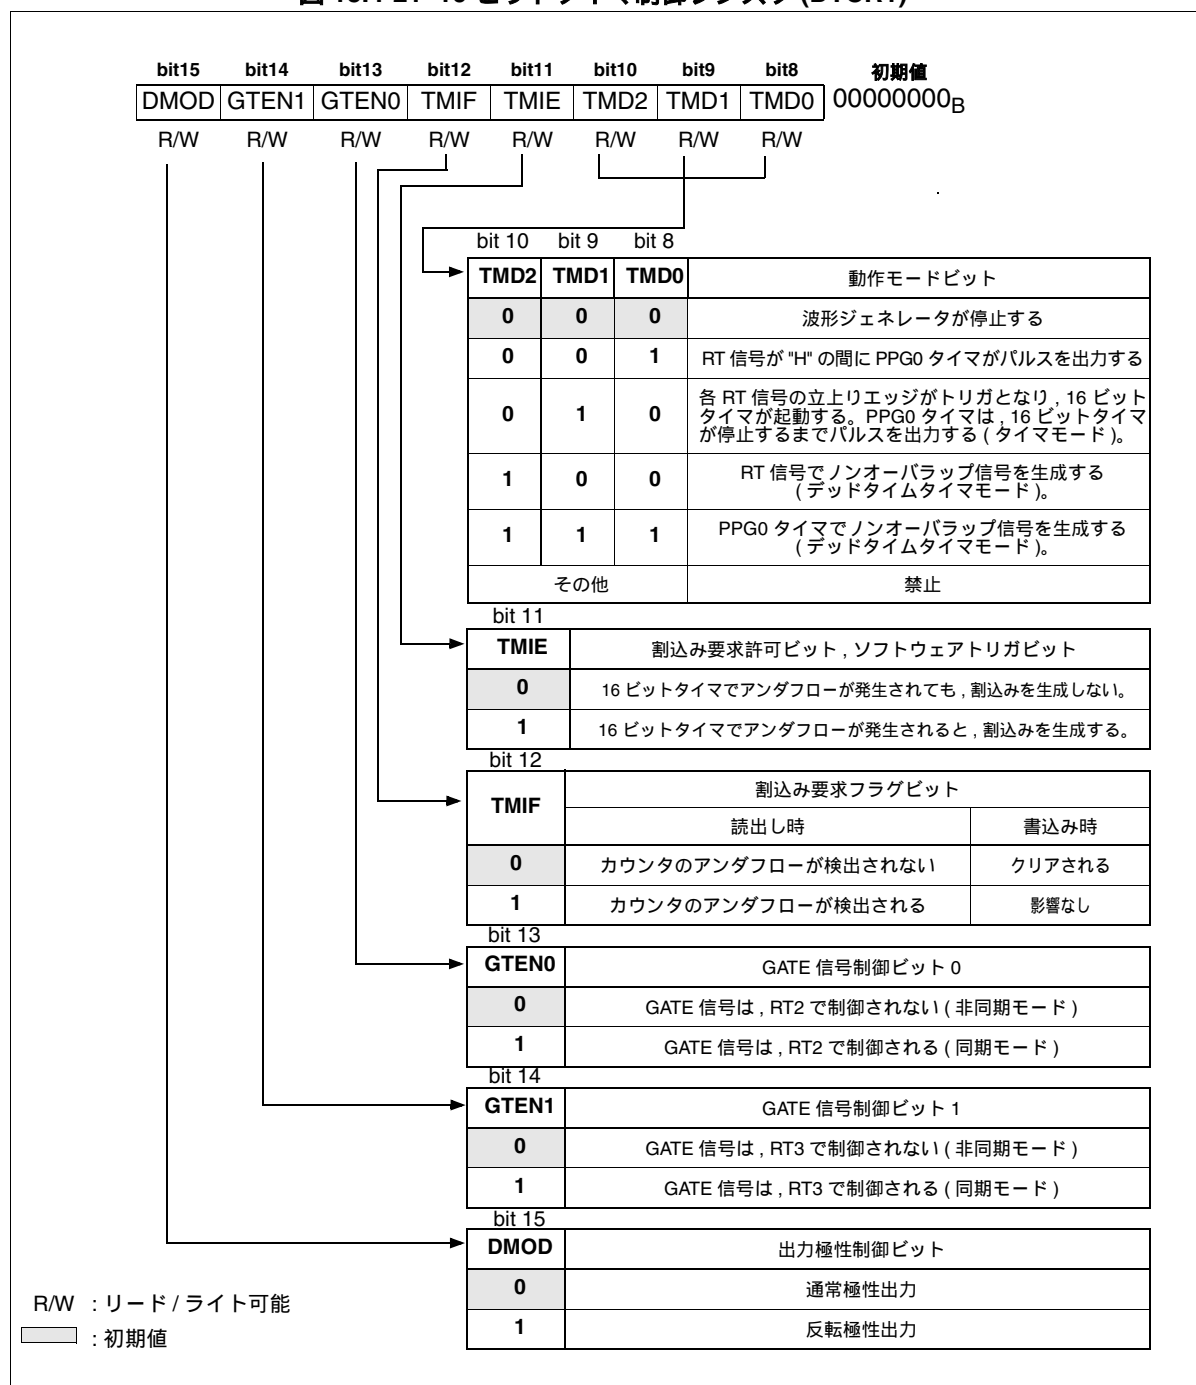 bit15 bit14 bit13 bit12 bit11 bit10 bit9 bit8 初期値
DMOD GTEN1 GTEN0 TMIF TMIE TMD2 TMD1 TMD0 00000000B
R/W R/W R/W R/W R/W R/W R/W R/W
bit 10 bit 9 bit 8
TMD2 TMD1 TMD0 動作モードビット
0 0 0 波形ジェネレータが停止する
0 0 1 RT 信号が "H" の間に PPG0 タイマがパルスを出力する
各 RT 信号の立上りエッジがトリガとなり , 16 ビット
0 1 0 タイマが起動する。PPG0 タイマは , 16 ビットタイマ
が停止するまでパルスを出力する ( タイマモード )。
1 0 0 RT 信号でノンオーバラップ信号を生成する
( デッドタイムタイマモード )。
1 1 1 PPG0 タイマでノンオーバラップ信号を生成する
( デッドタイムタイマモード )。
その他 禁止
bit 11
TMIE 割込み要求許可ビット , ソフトウェアトリガビット
0 16 ビットタイマでアンダフローが発生されても , 割込みを生成しない。
1 16 ビットタイマでアンダフローが発生されると , 割込みを生成する。
bit 12
TMIF 割込み要求フラグビット
読出し時 書込み時
0 カウンタのアンダフローが検出されない クリアされる
1 カウンタのアンダフローが検出される 影響なし
bit 13
GTEN0 GATE 信号制御ビット 0
0 GATE 信号は , RT2 で制御されない ( 非同期モード )
1 GATE 信号は , RT2 で制御される ( 同期モード )
bit 14
GTEN1 GATE 信号制御ビット 1
0 GATE 信号は , RT3 で制御されない ( 非同期モード )
1 GATE 信号は , RT3 で制御される ( 同期モード )
bit 15
DMOD 出力極性制御ビット
0 通常極性出力
1 反転極性出力
R/W : リード / ライト可能
: 初期値